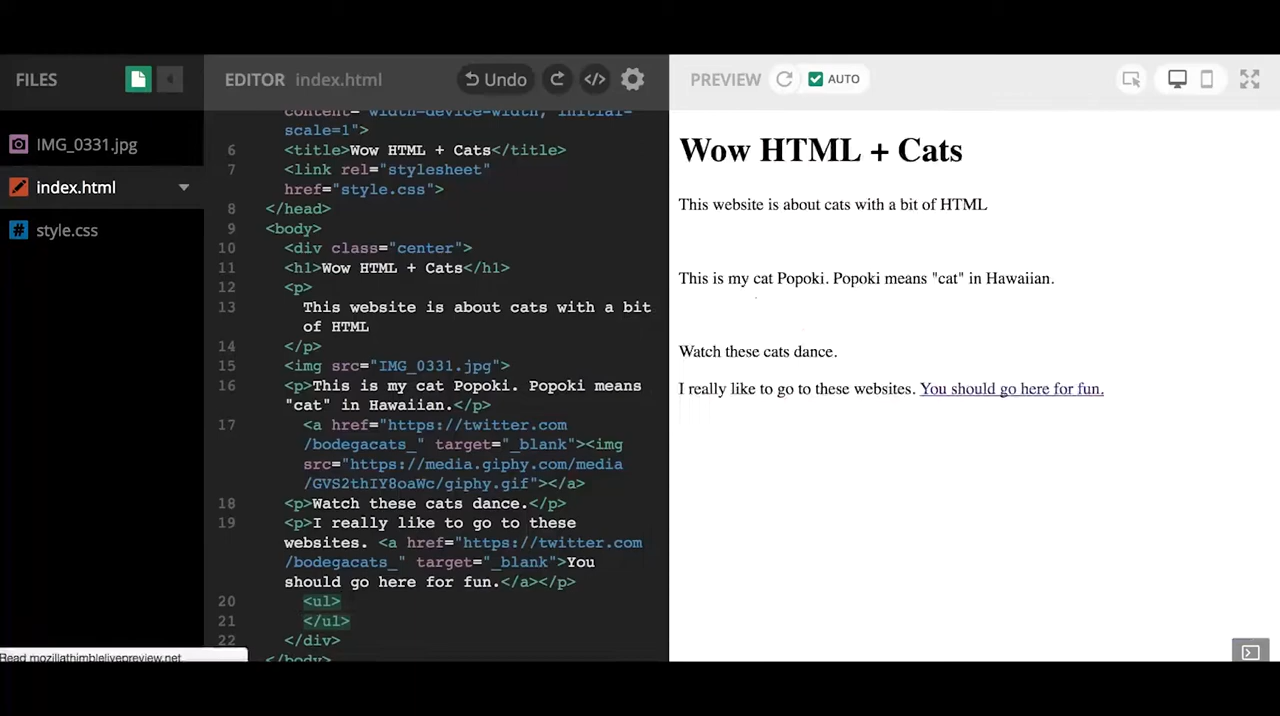 FILES
IMG_0331.jpg
index.html
style.css
EDITOR index.html
Undo
content="width=device-width, initial-
scale=1">
6 <title>Wow HTML + Cats</title>
7 <link rel="stylesheet"
href="style.css">
8 </head>
9 <body>
10 <div class="center">
11 <h1>Wow HTML + Cats</h1>
12 <p>
13 This website is about cats with a bit
of HTML
14 </p>
15 <img src="IMG_0331.jpg">
16 <p>This is my cat Popoki. Popoki means
"cat" in Hawaiian.</p>
17 <a href="https://twitter.com
/bodegacats_" target="_blank"><img
src="https://media.giphy.com/media
/GVS2thIY8oaWc/giphy.gif"></a>
18 <p>Watch these cats dance.</p>
19 <p>I really like to go to these
websites. <a href="https://twitter.com
/bodegacats_" target="_blank">You
should go here for fun.</a></p>
20 <ul>
21 </ul>
22 </div>
</body>
Read mozillathimblelivepreview.net
PREVIEW AUTO
Wow HTML + Cats
This website is about cats with a bit of HTML
This is my cat Popoki. Popoki means "cat" in Hawaiian.
Watch these cats dance.
I really like to go to these websites. You should go here for fun.